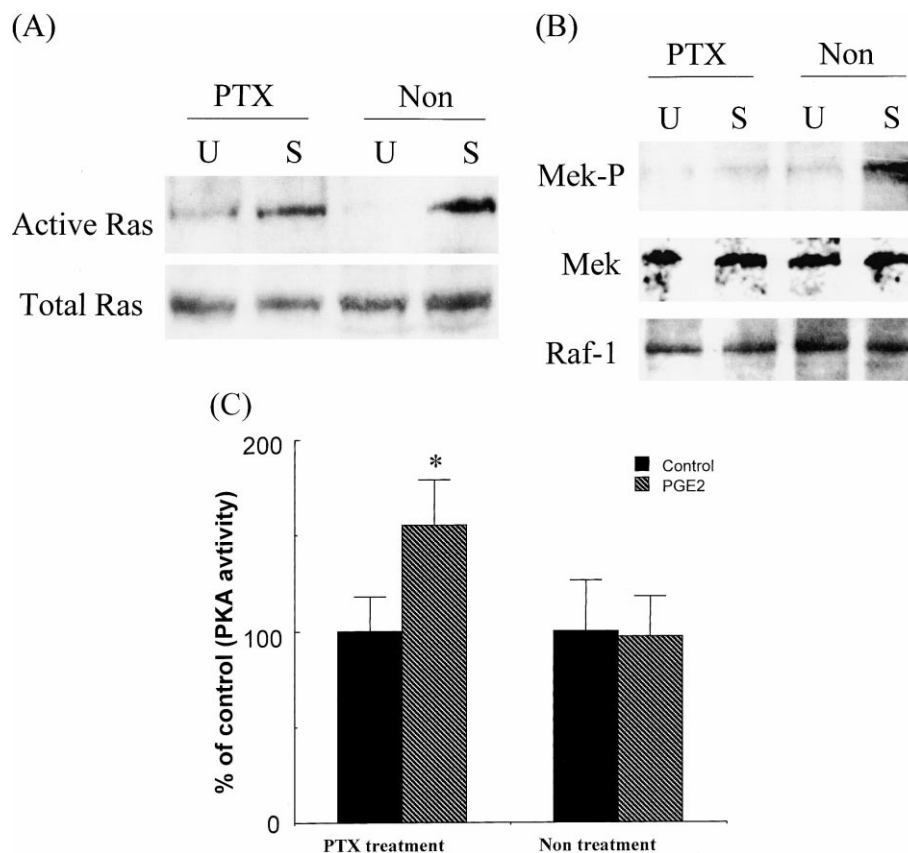 (A)
PTX Non
U S U S
Active Ras
Total Ras
(B)
PTX Non
U S U S
Mek-P
Mek
Raf-1
(C)
% of control (PKA avtivity)
200
100
0
*
Control
PGE2
PTX treatment Non treatment